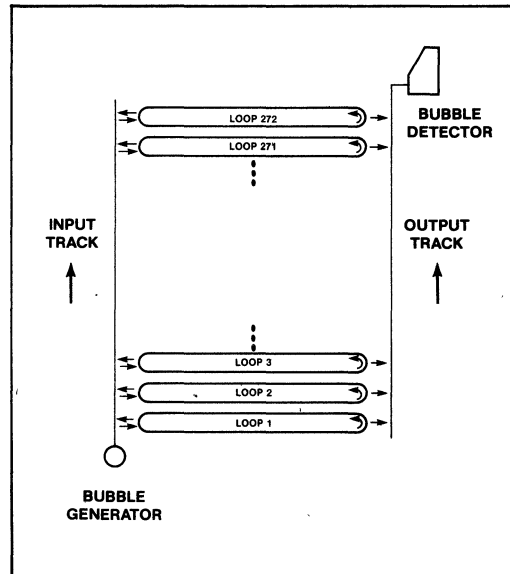 LOOP 272
BUBBLE
DETECTOR
LOOP 271
INPUT
TRACK
OUTPUT
TRACK
LOOP 3
LOOP 2
LOOP 1
BUBBLE
GENERATOR